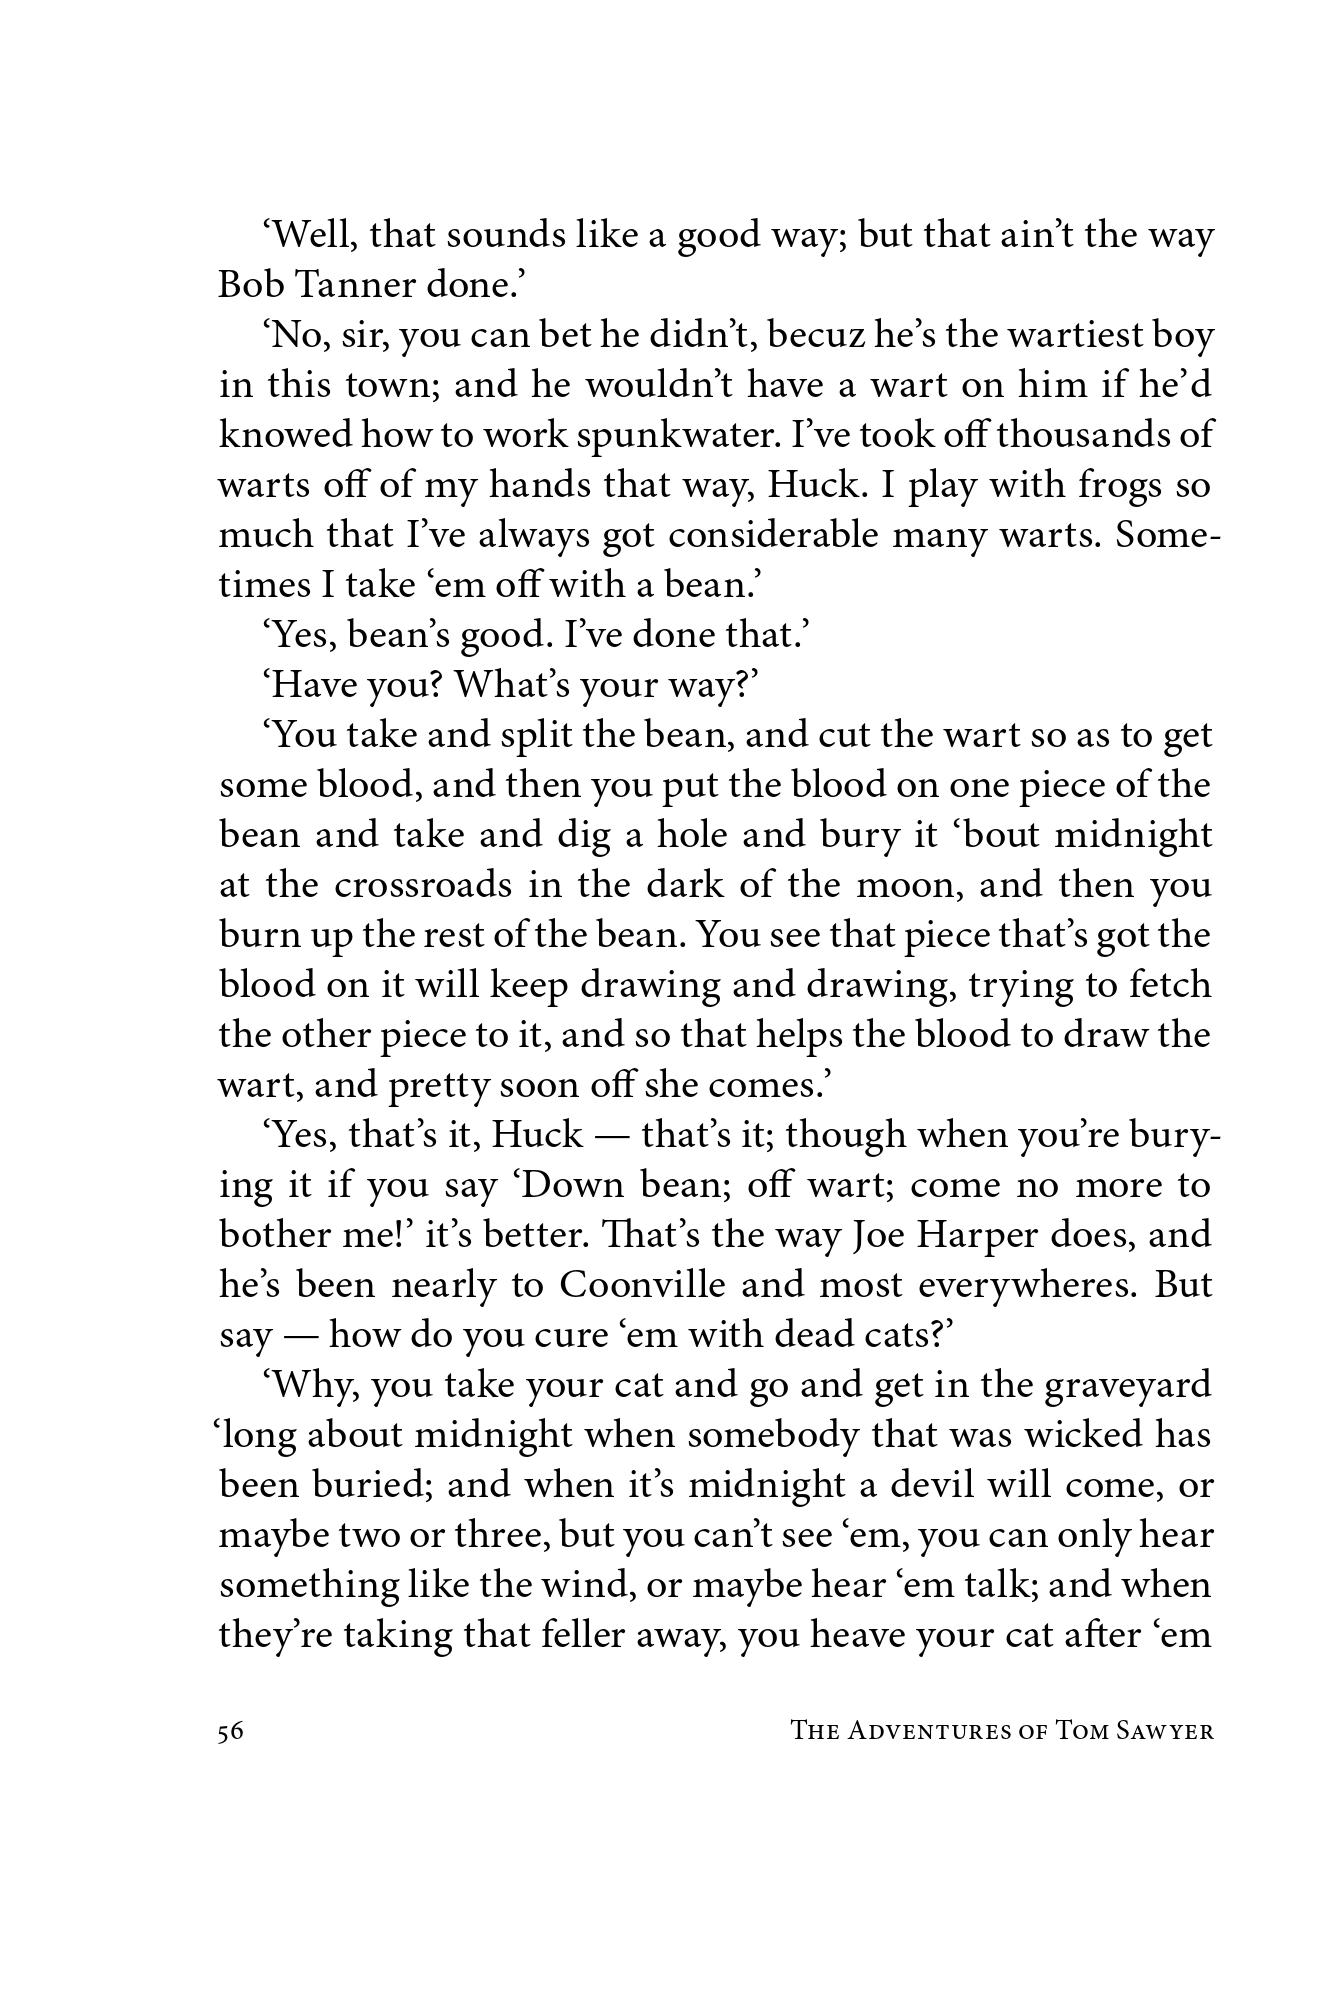 ‘Well, that sounds like a good way; but that ain’t the way
Bob Tanner done.’
‘No, sir, you can bet he didn’t, becuz he’s the wartiest boy
in this town; and he wouldn’t have a wart on him if he’d
knowed how to work spunkwater. I’ve took off thousands of
warts off of my hands that way, Huck. I play with frogs so
much that I’ve always got considerable many warts. Some-
times I take ‘em off with a bean.’
‘Yes, bean’s good. I’ve done that.’
‘Have you? What’s your way?’
‘You take and split the bean, and cut the wart so as to get
some blood, and then you put the blood on one piece of the
bean and take and dig a hole and bury it ‘bout midnight
at the crossroads in the dark of the moon, and then you
burn up the rest of the bean. You see that piece that’s got the
blood on it will keep drawing and drawing, trying to fetch
the other piece to it, and so that helps the blood to draw the
wart, and pretty soon off she comes.’
‘Yes, that’s it, Huck — that’s it; though when you’re bury-
ing it if you say ‘Down bean; off wart; come no more to
bother me!’ it’s better. That’s the way Joe Harper does, and
he’s been nearly to Coonville and most everywheres. But
say — how do you cure ‘em with dead cats?’
‘Why, you take your cat and go and get in the graveyard
‘long about midnight when somebody that was wicked has
been buried; and when it’s midnight a devil will come, or
maybe two or three, but you can’t see ‘em, you can only hear
something like the wind, or maybe hear ‘em talk; and when
they’re taking that feller away, you heave your cat after ‘em
56 The Adventures of Tom Sawyer